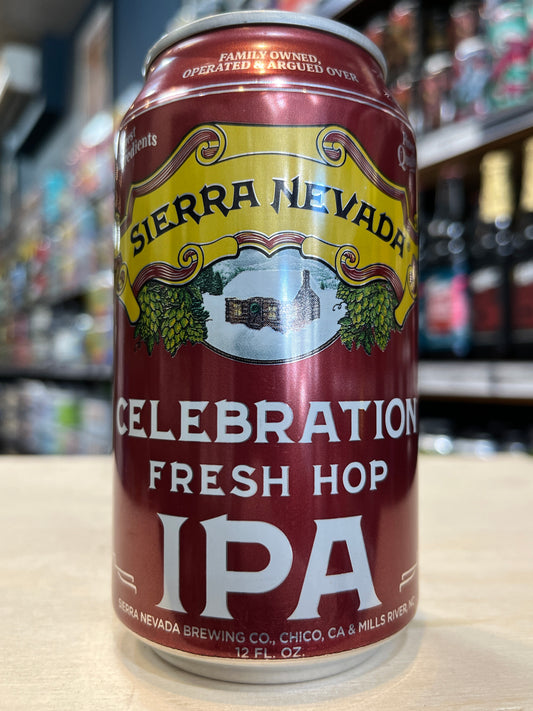 FAMILY OWNED,
OPERATED & ARGUED OVER
SIERRA NEVADA®
CELEBRATION
FRESH HOP
IPA
SIERRA NEVADA BREWING CO., CHICO, CA & MILLS RIVER, NC
12 FL. OZ.